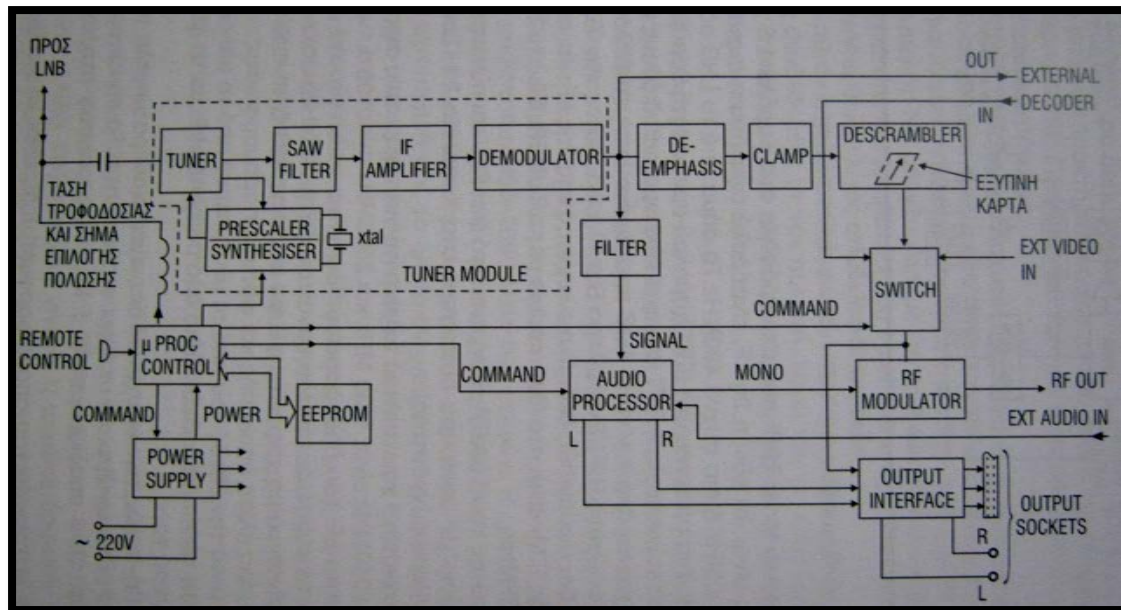 ΠΡΟΣ
LNB
OUT
EXTERNAL
DECODER
IN
TUNER
SAW
FILTER
IF
AMPLIFIER
DEMODULATOR
DE-
EMPHASIS
CLAMP
DESCRAMBLER
ΕΞΥΠΝΗ
ΚΑΡΤΑ
ΤΑΣΗ
ΤΡΟΦΟΔΟΣΙΑΣ
ΚΑΙ ΣΗΜΑ
ΕΠΙΛΟΓΗΣ
ΠΟΛΩΣΗΣ
PRESCALER
SYNTHESISER
xtal
TUNER MODULE
FILTER
EXT VIDEO
IN
SWITCH
COMMAND
REMOTE
CONTROL
μ PROC
CONTROL
SIGNAL
COMMAND
AUDIO
PROCESSOR
MONO
RF
MODULATOR
RF OUT
COMMAND
POWER
EEPROM
EXT AUDIO IN
L
R
POWER
SUPPLY
OUTPUT
INTERFACE
OUTPUT
SOCKETS
~ 220V
R
L